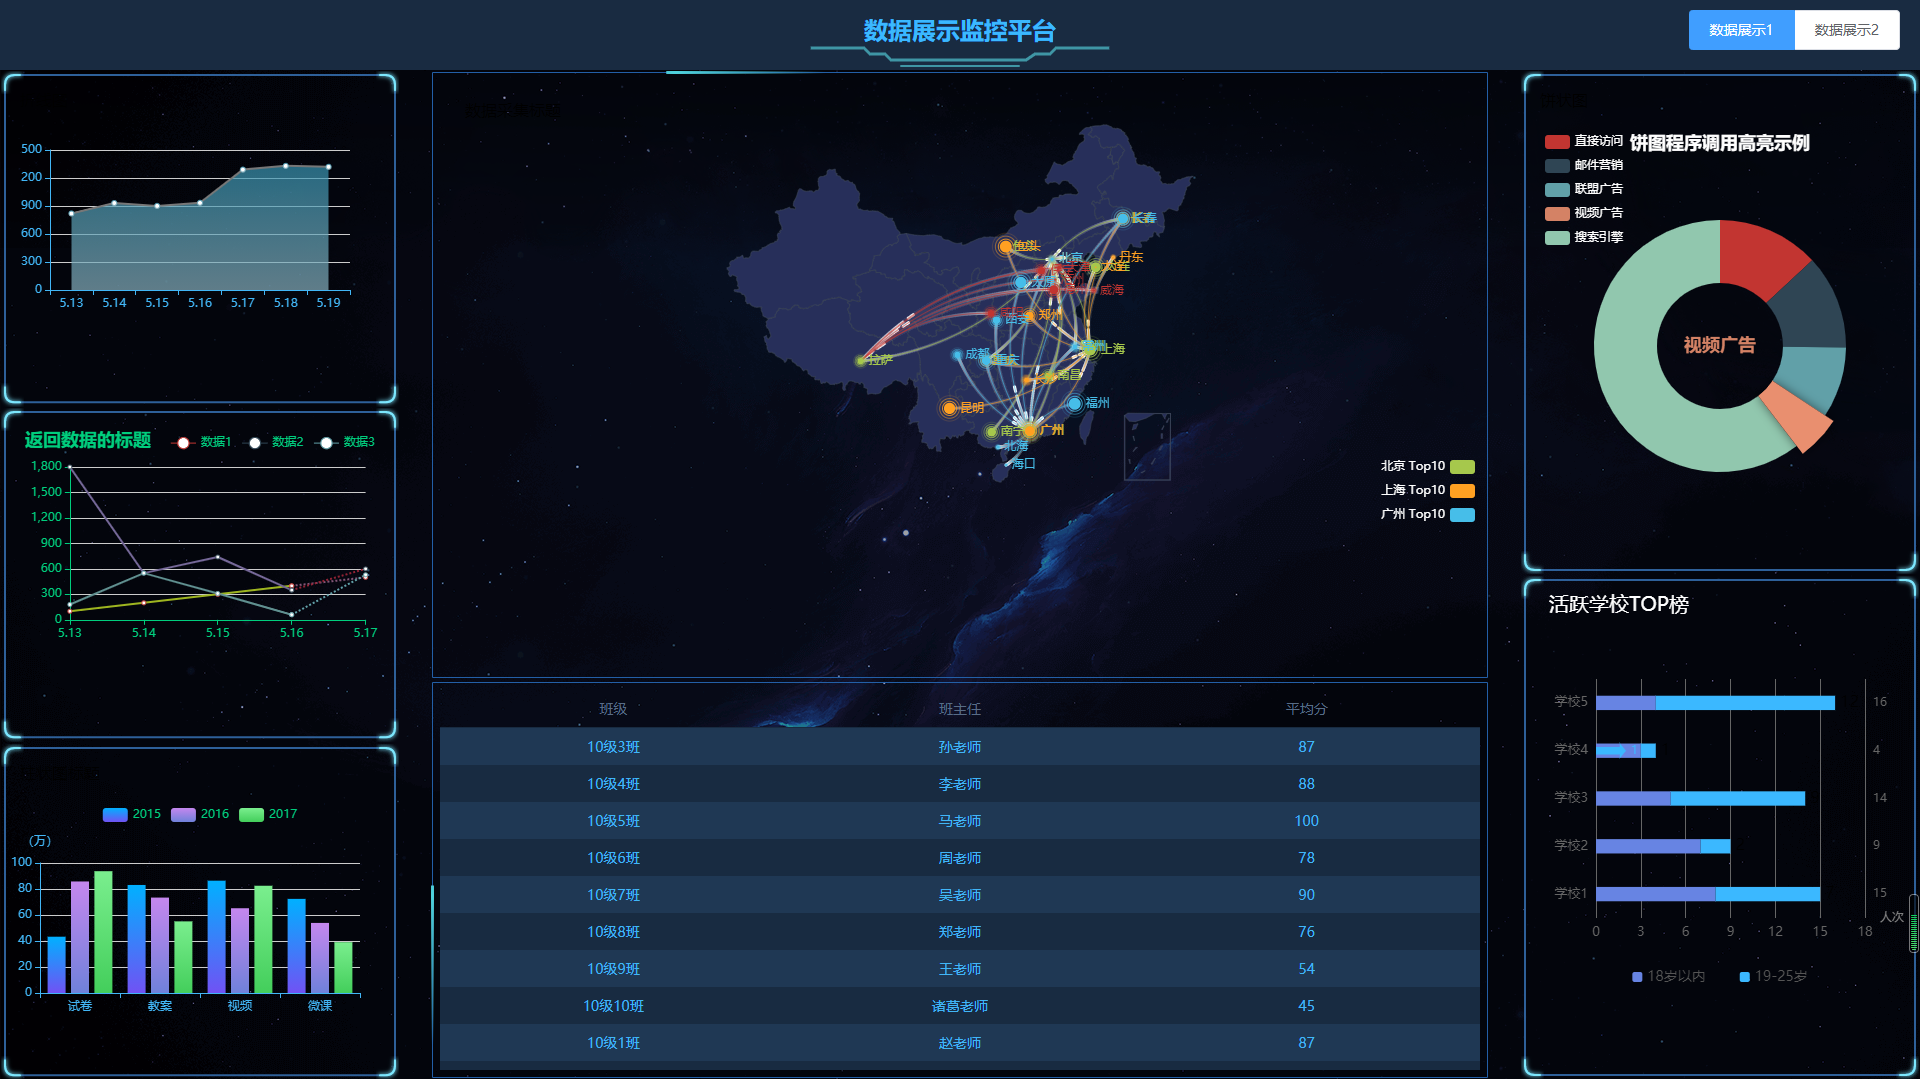 数据展示监控平台
数据展示1
数据展示2
500
200
900
600
300
0
5.13 5.14 5.15 5.16 5.17 5.18 5.19
返回数据的标题
数据1 数据2 数据3
1,800
1,500
1,200
900
600
300
0
5.13 5.14 5.15 5.16 5.17
2015 2016 2017
(万)
100
80
60
40
20
0
试卷 教案 视频 微课
长春
包头
北京
丹东
威海
西安
郑州
上海
拉萨
成都
南昌
昆明
福州
南宁
广州
北海
海口
北京 Top10
上海 Top10
广州 Top10
班级 班主任 平均分
10级3班 孙老师 87
10级4班 李老师 88
10级5班 马老师 100
10级6班 周老师 78
10级7班 吴老师 90
10级8班 郑老师 76
10级9班 王老师 54
10级10班 诸葛老师 45
10级1班 赵老师 87
饼图程序调用高亮示例
直接访问
邮件营销
联盟广告
视频广告
搜索引擎
视频广告
活跃学校TOP榜
学校5 16
学校4 1 4
学校3 14
学校2 9
学校1 15
人次
0 3 6 9 12 15 18
18岁以内 19-25岁